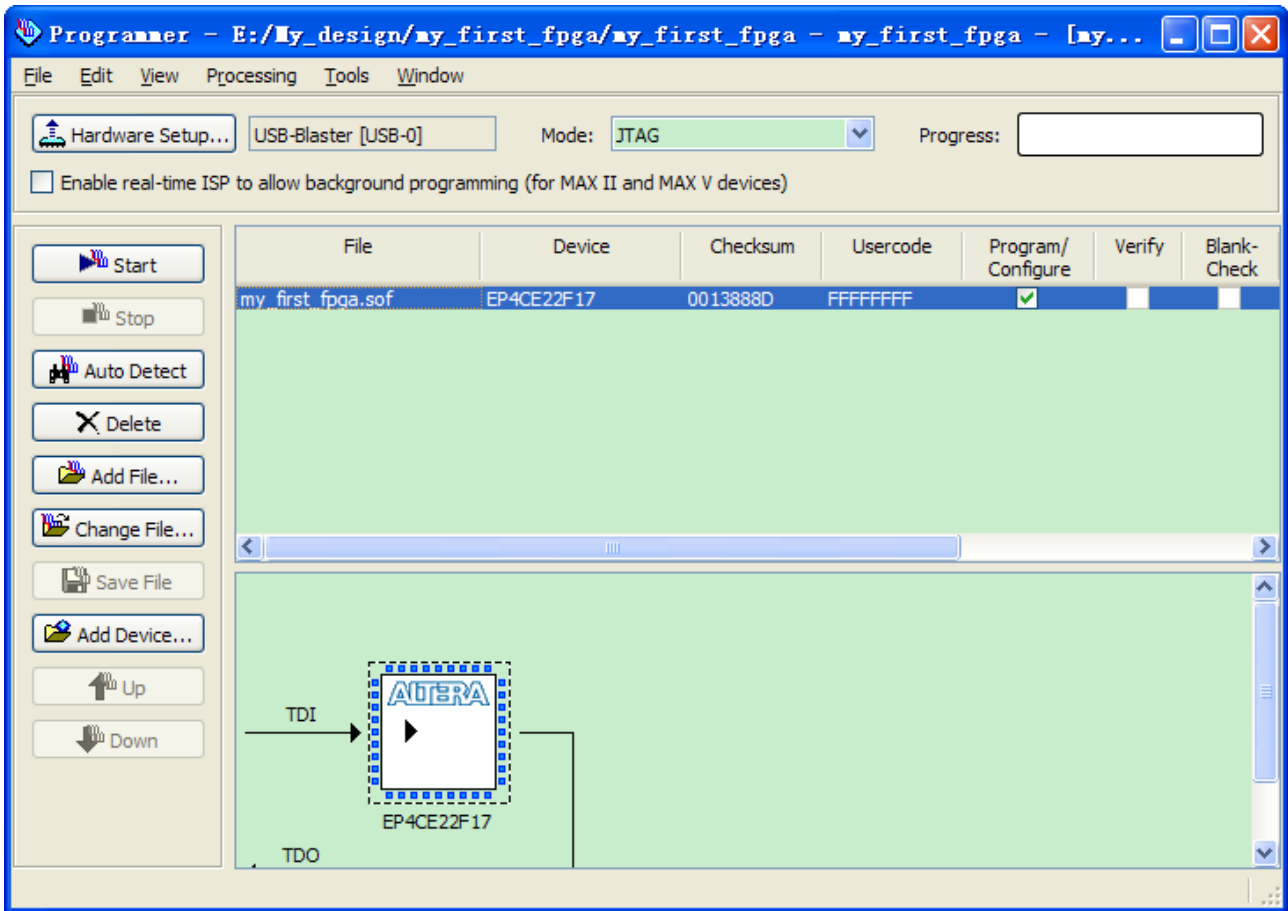 Programmer - E:/My_design/my_first_fpga/my_first_fpga - my_first_fpga - [my...
File Edit View Processing Tools Window
Hardware Setup... USB-Blaster [USB-0] Mode: JTAG Progress:
Enable real-time ISP to allow background programming (for MAX II and MAX V devices)
Start
Stop
Auto Detect
Delete
Add File...
Change File...
Save File
Add Device...
Up
Down
File Device Checksum Usercode Program/ Verify Blank-
Configure Check
my_first_fpga.sof EP4CE22F17 0013888D FFFFFFFF
TDI
ALTERA
EP4CE22F17
TDO